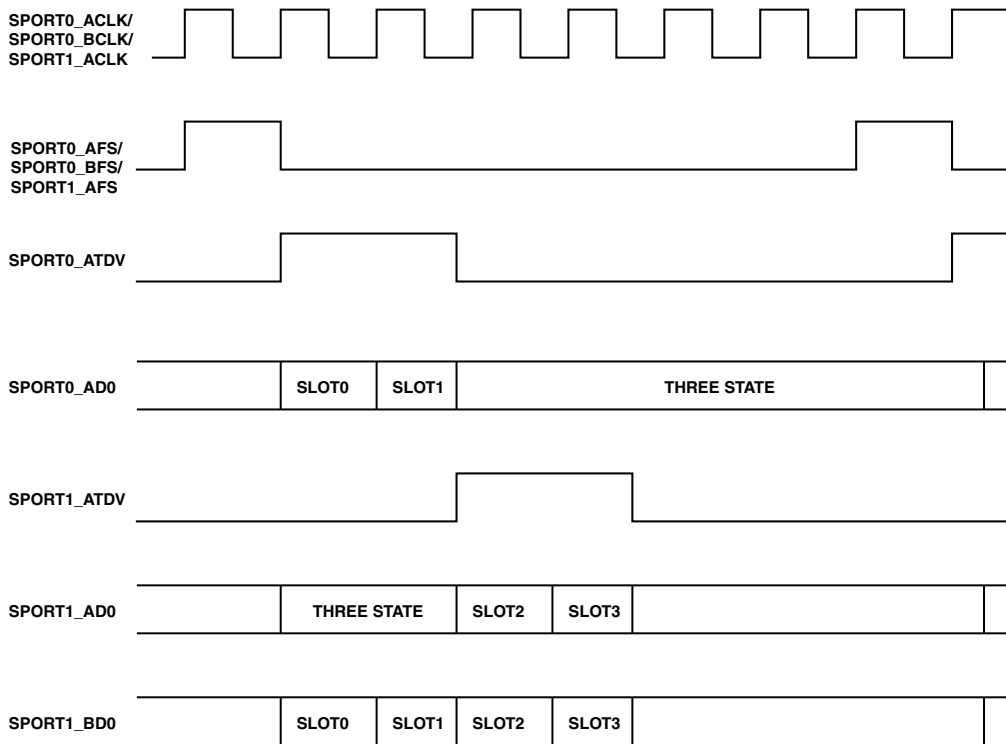 SPORT0_ACLK/
SPORT0_BCLK/
SPORT1_ACLK
SPORT0_AFS/
SPORT0_BFS/
SPORT1_AFS
SPORT0_ATDV
SPORT0_AD0
SLOT0
SLOT1
THREE STATE
SPORT1_ATDV
SPORT1_AD0
THREE STATE
SLOT2
SLOT3
SPORT1_BD0
SLOT0
SLOT1
SLOT2
SLOT3